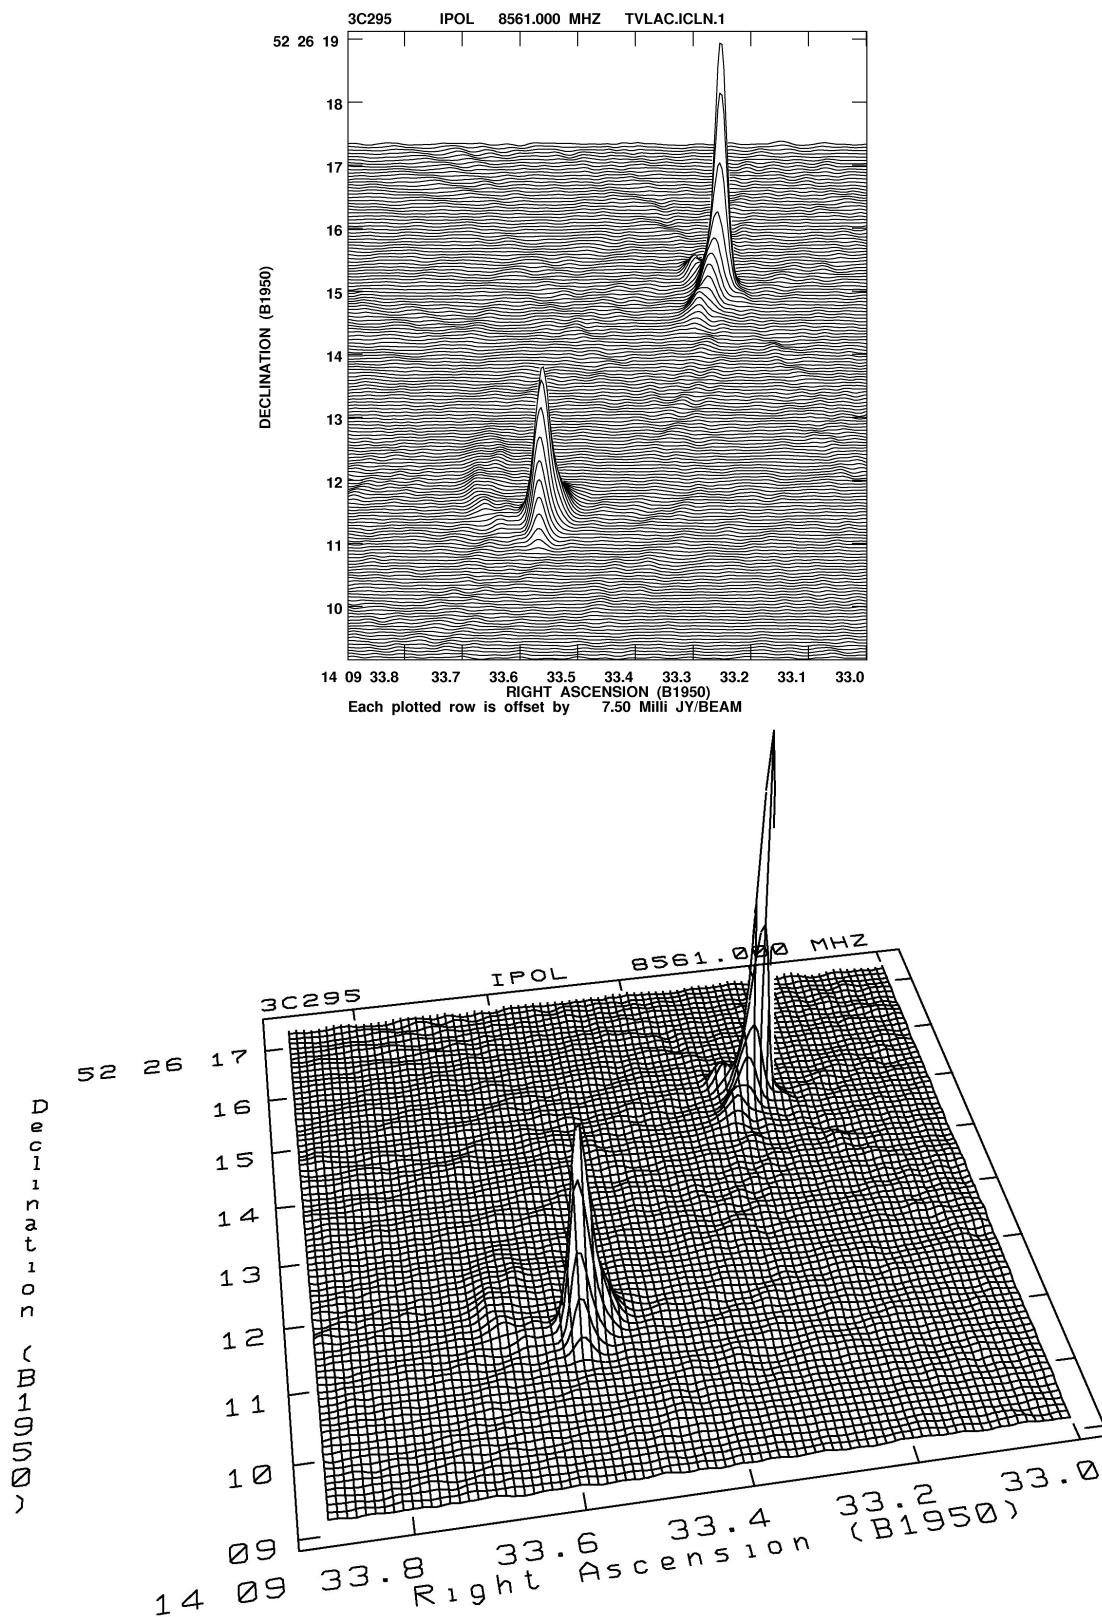 3C295 IPOL 8561.000 MHZ TVLAC.ICLN.1
52 26 19
18
17
16
15
14
13
12
11
10
DECLINATION (B1950)
14 09 33.8 33.7 33.6 33.5 33.4 33.3 33.2 33.1 33.0
RIGHT ASCENSION (B1950)
Each plotted row is offset by 7.50 Milli JY/BEAM
3C295 IPOL 8561.000 MHZ
52 26 17
16
15
14
13
12
11
10
09
Declination (B1950)
14 09 33.8 33.6 33.4 33.2 33.0
Right Ascension (B1950)